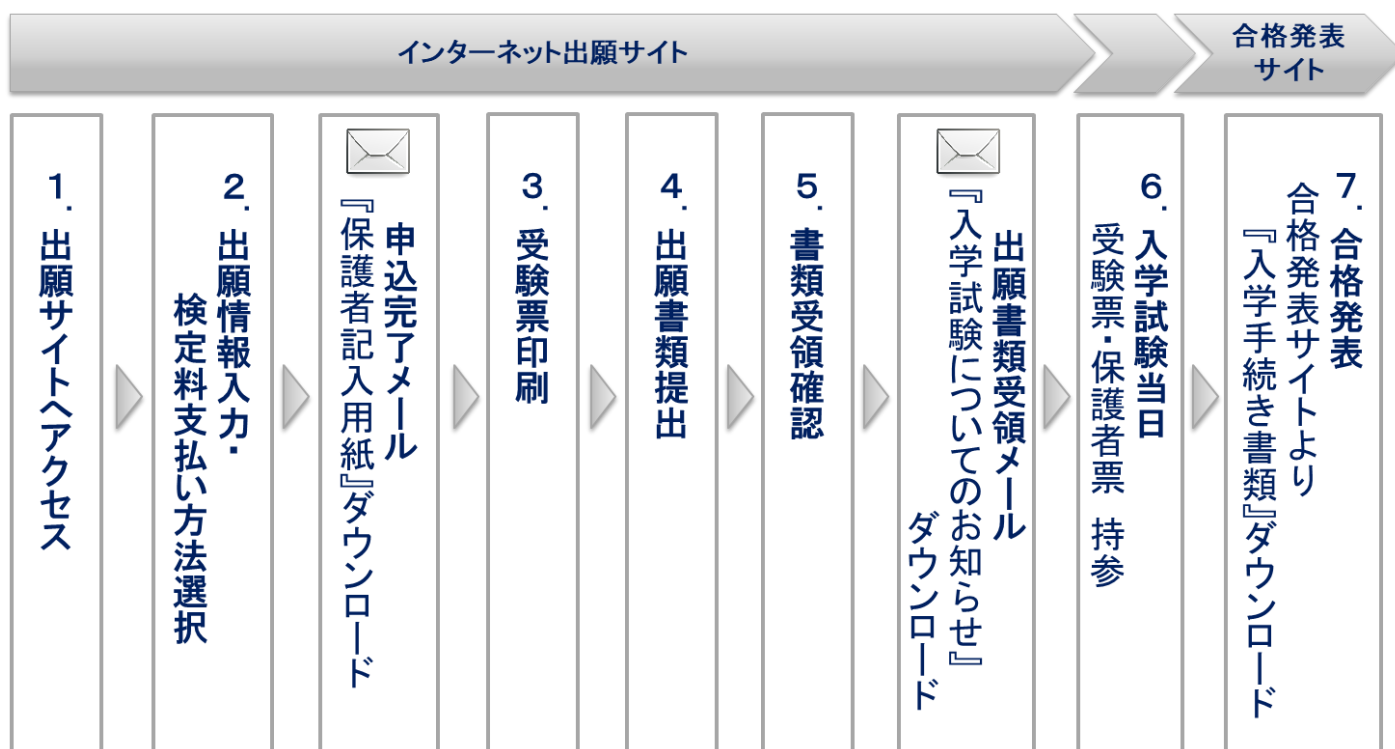 インターネット出願サイト
合格発表
サイト
1. 出願サイトへアクセス
2. 出願情報入力・
検定料支払い方法選択
申込完了メール
『保護者記入用紙』ダウンロード
3. 受験票印刷
4. 出願書類提出
5. 書類受領確認
出願書類受領メール
『入学試験についてのお知らせ』
ダウンロード
6. 入学試験当日
受験票・保護者票 持参
7. 合格発表
合格発表サイトより
『入学手続き書類』ダウンロード